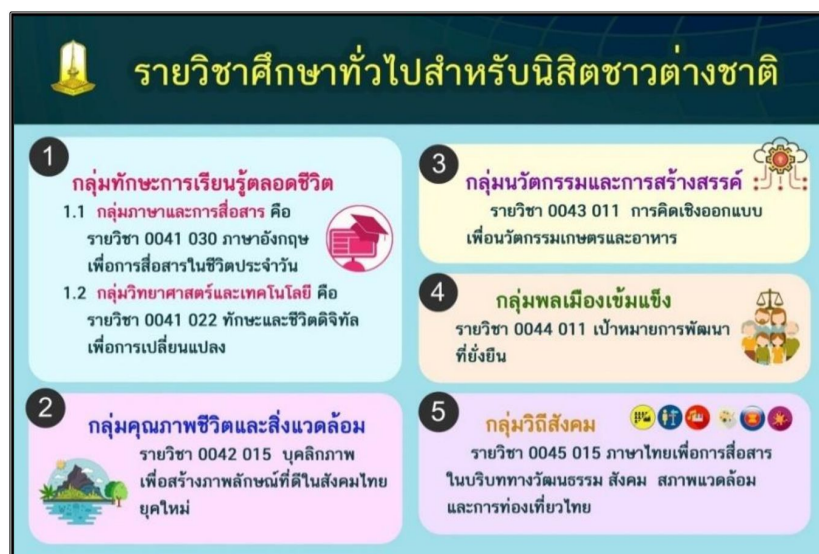 รายวิชาศึกษาทั่วไปสำหรับนิสิตชาวต่างชาติ
1
กลุ่มทักษะการเรียนรู้ตลอดชีวิต
1.1 กลุ่มภาษาและการสื่อสาร คือ
รายวิชา 0041 030 ภาษาอังกฤษ
เพื่อการสื่อสารในชีวิตประจำวัน
1.2 กลุ่มวิทยาศาสตร์และเทคโนโลยี คือ
รายวิชา 0041 022 ทักษะและชีวิตดิจิทัล
เพื่อการเปลี่ยนแปลง
2
กลุ่มคุณภาพชีวิตและสิ่งแวดล้อม
รายวิชา 0042 015 บุคลิกภาพ
เพื่อสร้างภาพลักษณ์ที่ดีในสังคมไทย
ยุคใหม่
3
กลุ่มนวัตกรรมและการสร้างสรรค์
รายวิชา 0043 011 การคิดเชิงออกแบบ
เพื่อนวัตกรรมเกษตรและอาหาร
4
กลุ่มพลเมืองเข้มแข็ง
รายวิชา 0044 011 เป้าหมายการพัฒนา
ที่ยั่งยืน
5
กลุ่มวิถีสังคม
รายวิชา 0045 015 ภาษาไทยเพื่อการสื่อสาร
ในบริบททางวัฒนธรรม สังคม สภาพแวดล้อม
และการท่องเที่ยวไทย